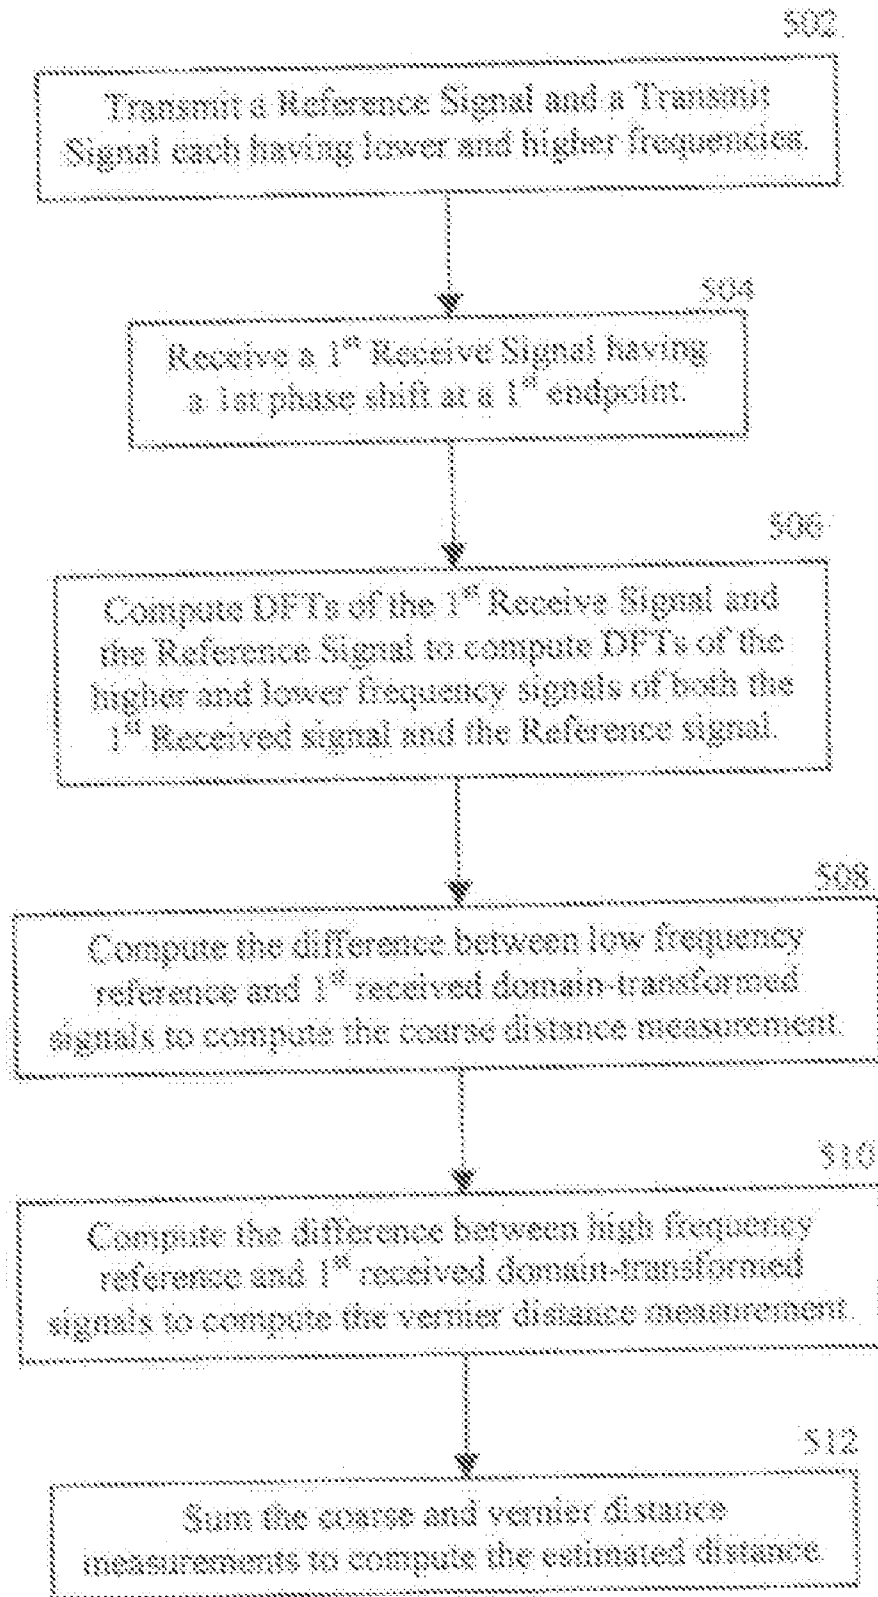 502
Transmit a Reference Signal and a Transmit
Signal each having lower and higher frequencies.
504
Receive a 1st Receive Signal having
a 1st phase shift at a 1st endpoint.
506
Compute DFTs of the 1st Receive Signal and
the Reference Signal to compute DFTs of the
higher and lower frequency signals of both the
1st Received signal and the Reference signal.
508
Compute the difference between low frequency
reference and 1st received domain-transformed
signals to compute the coarse distance measurement.
510
Compute the difference between high frequency
reference and 1st received domain-transformed
signals to compute the vernier distance measurement.
512
Sum the coarse and vernier distance
measurements to compute the estimated distance